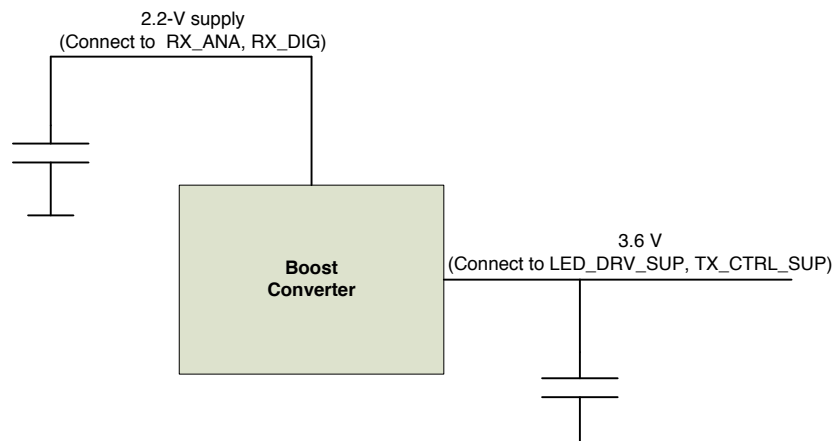 2.2-V supply
(Connect to RX_ANA, RX_DIG)
Boost
Converter
3.6 V
(Connect to LED_DRV_SUP, TX_CTRL_SUP)